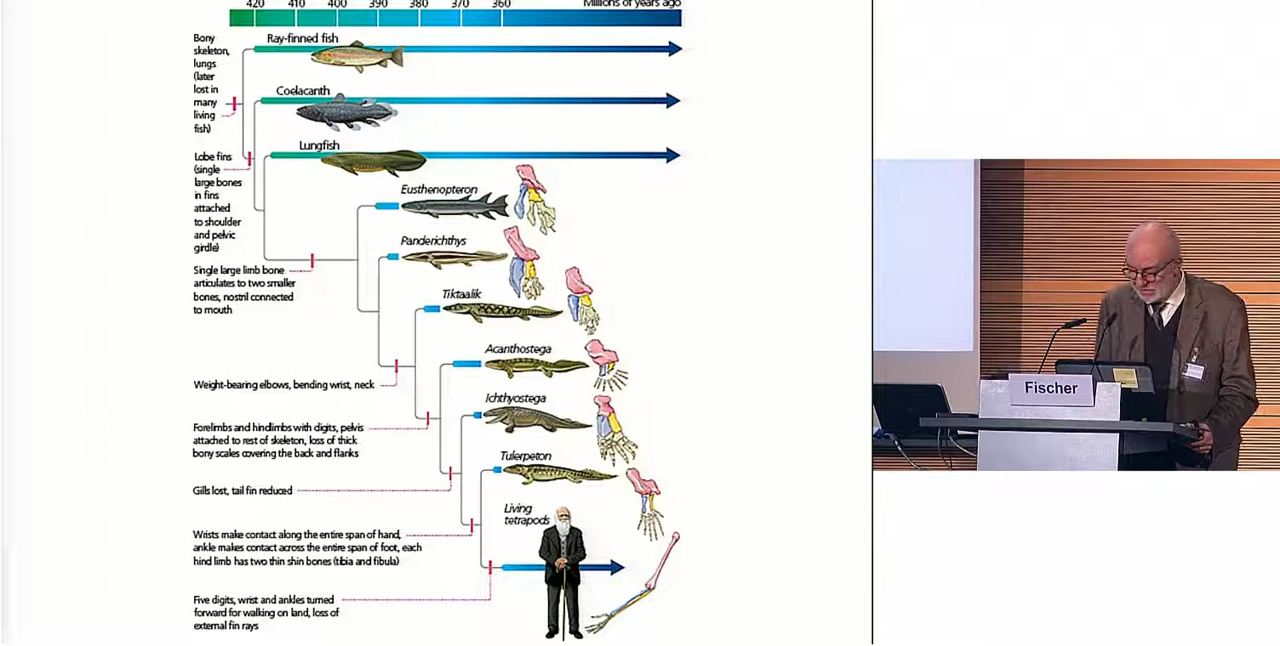 420 410 400 390 380 370 360 Millions of years ago
Bony
skeleton,
lungs
(later
lost in
many
living
fish)
Ray-finned fish
Coelacanth
Lungfish
Lobe fins
(single
large bones
in fins
attached
to shoulder
and pelvic
girdle)
Eusthenopteron
Panderichthys
Single large limb bone
articulates to two smaller
bones, nostril connected
to mouth
Tiktaalik
Acanthostega
Weight-bearing elbows, bending wrist, neck
Ichthyostega
Forelimbs and hindlimbs with digits, pelvis
attached to rest of skeleton, loss of thick
bony scales covering the back and flanks
Tulerpeton
Gills lost, tail fin reduced
Living
tetrapods
Wrists make contact along the entire span of hand,
ankle makes contact across the entire span of foot, each
hind limb has two thin shin bones (tibia and fibula)
Five digits, wrist and ankles turned
forward for walking on land, loss of
external fin rays
Fischer